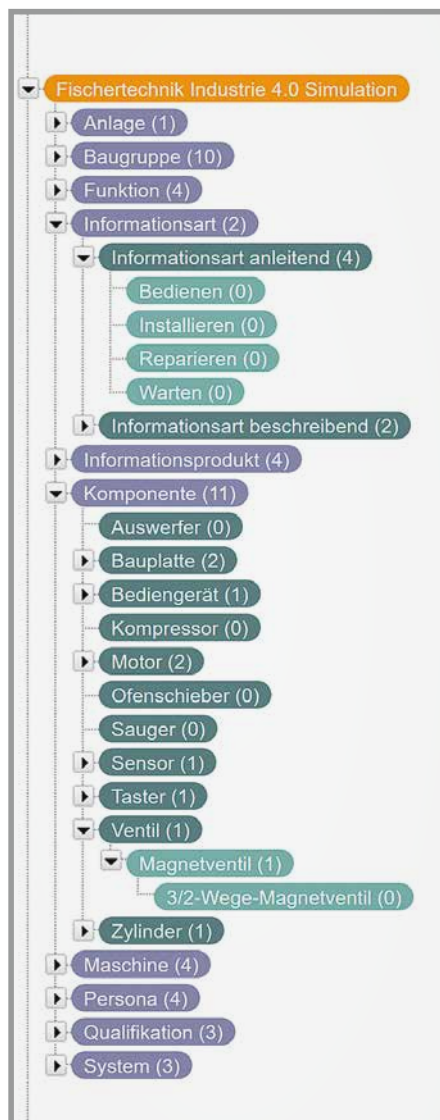 Fischertechnik Industrie 4.0 Simulation
Anlage (1)
Baugruppe (10)
Funktion (4)
Informationsart (2)
Informationsart anleitend (4)
Bedienen (0)
Installieren (0)
Reparieren (0)
Warten (0)
Informationsart beschreibend (2)
Informationsprodukt (4)
Komponente (11)
Auswerfer (0)
Bauplatte (2)
Bediengerät (1)
Kompressor (0)
Motor (2)
Ofenschieber (0)
Sauger (0)
Sensor (1)
Taster (1)
Ventil (1)
Magnetventil (1)
3/2-Wege-Magnetventil (0)
Zylinder (1)
Maschine (4)
Persona (4)
Qualifikation (3)
System (3)